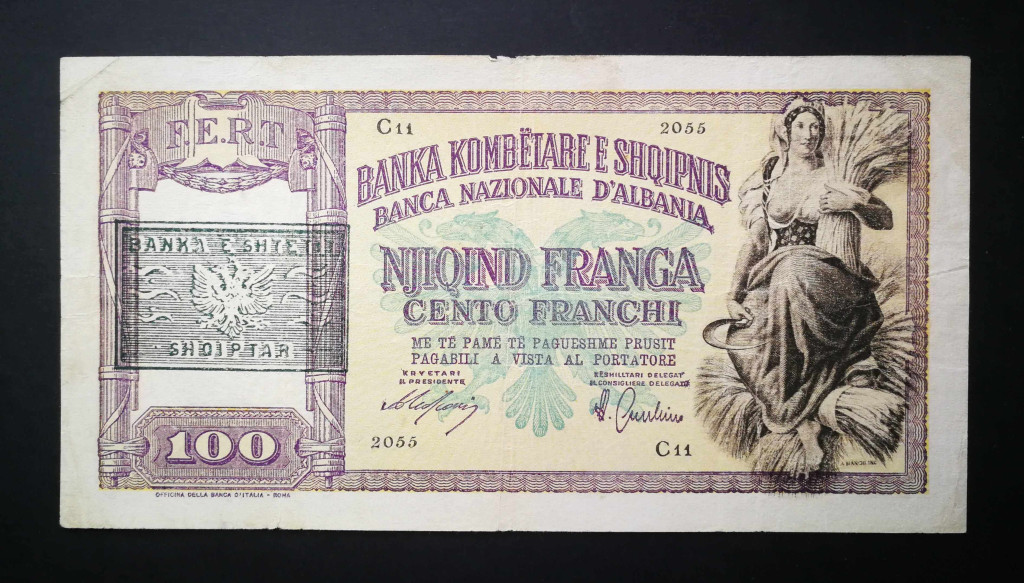 F.E.R.T
C11 2055
BANKA KOMBËTARE E SHQIPNIS
BANCA NAZIONALE D'ALBANIA
NJIQIND FRANGA
CENTO FRANCHI
ME TË PAMË TË PAGUESHME PRUSIT
PAGABILI A VISTA AL PORTATORE
KRYETARI
IL PRESIDENTE
KËSHILLTARI DELEGAT
IL CONSIGLIERE DELEGATO
2055 C11
BANKA E SHTETIT
SHQIPTAR
100
OFFICINA DELLA BANCA D'ITALIA - ROMA